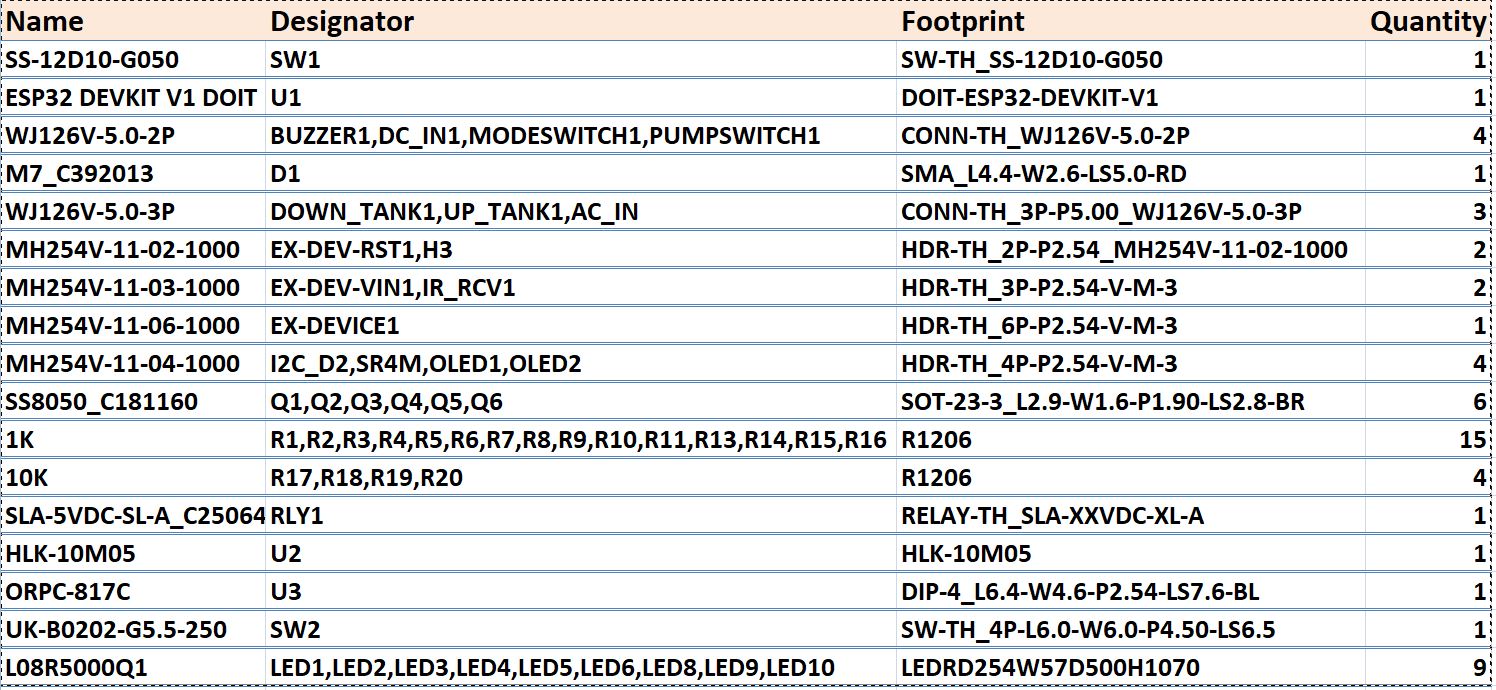 Name Designator Footprint Quantity
SS-12D10-G050 SW1 SW-TH_SS-12D10-G050 1
ESP32 DEVKIT V1 DOIT U1 DOIT-ESP32-DEVKIT-V1 1
WJ126V-5.0-2P BUZZER1,DC_IN1,MODESWITCH1,PUMPSWITCH1 CONN-TH_WJ126V-5.0-2P 4
M7_C392013 D1 SMA_L4.4-W2.6-LS5.0-RD 1
WJ126V-5.0-3P DOWN_TANK1,UP_TANK1,AC_IN CONN-TH_3P-P5.00_WJ126V-5.0-3P 3
MH254V-11-02-1000 EX-DEV-RST1,H3 HDR-TH_2P-P2.54_MH254V-11-02-1000 2
MH254V-11-03-1000 EX-DEV-VIN1,IR_RCV1 HDR-TH_3P-P2.54-V-M-3 2
MH254V-11-06-1000 EX-DEVICE1 HDR-TH_6P-P2.54-V-M-3 1
MH254V-11-04-1000 I2C_D2,SR4M,OLED1,OLED2 HDR-TH_4P-P2.54-V-M-3 4
SS8050_C181160 Q1,Q2,Q3,Q4,Q5,Q6 SOT-23-3_L2.9-W1.6-P1.90-LS2.8-BR 6
1K R1,R2,R3,R4,R5,R6,R7,R8,R9,R10,R11,R13,R14,R15,R16 R1206 15
10K R17,R18,R19,R20 R1206 4
SLA-5VDC-SL-A_C25064 RLY1 RELAY-TH_SLA-XXVDC-XL-A 1
HLK-10M05 U2 HLK-10M05 1
ORPC-817C U3 DIP-4_L6.4-W4.6-P2.54-LS7.6-BL 1
UK-B0202-G5.5-250 SW2 SW-TH_4P-L6.0-W6.0-P4.50-LS6.5 1
L08R5000Q1 LED1,LED2,LED3,LED4,LED5,LED6,LED8,LED9,LED10 LEDRD254W57D500H1070 9